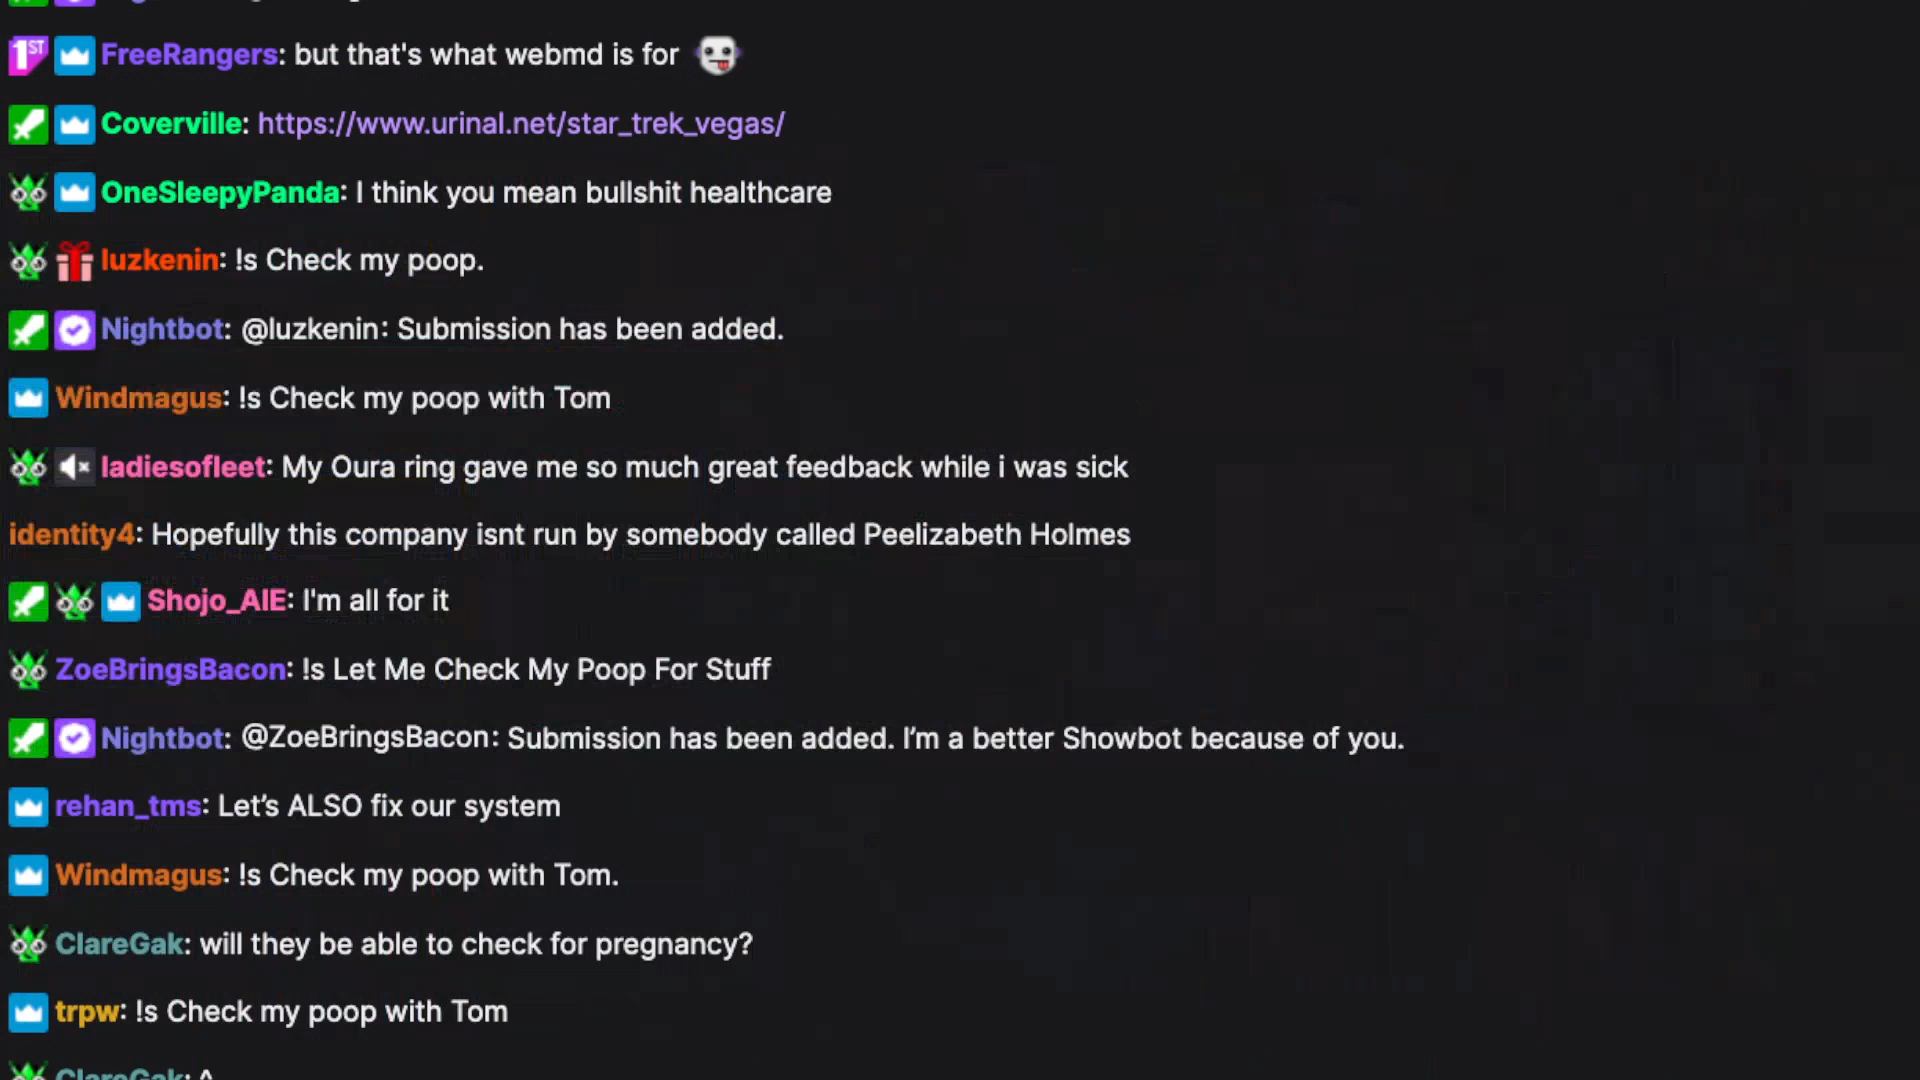 1ST FreeRangers: but that's what webmd is for
Coverville: https://www.urinal.net/star_trek_vegas/
OneSleepyPanda: I think you mean bullshit healthcare
luzkenin: !s Check my poop.
Nightbot: @luzkenin: Submission has been added.
Windmagus: !s Check my poop with Tom
ladiesofleet: My Oura ring gave me so much great feedback while i was sick
identity4: Hopefully this company isnt run by somebody called Peelizabeth Holmes
Shojo_AIE: I'm all for it
ZoeBringsBacon: !s Let Me Check My Poop For Stuff
Nightbot: @ZoeBringsBacon: Submission has been added. I’m a better Showbot because of you.
rehan_tms: Let’s ALSO fix our system
Windmagus: !s Check my poop with Tom.
ClareGak: will they be able to check for pregnancy?
trpw: !s Check my poop with Tom
ClareGak: ^